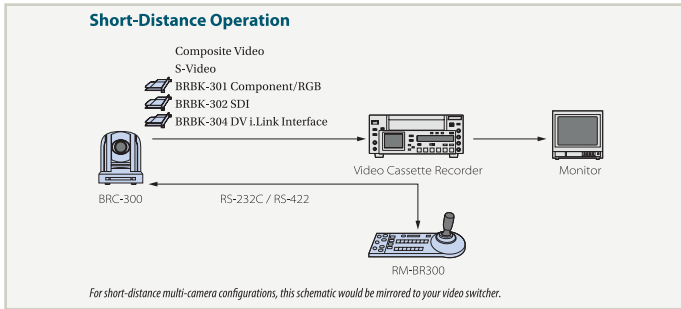 Short-Distance Operation
Composite Video
S-Video
BRBK-301 Component/RGB
BRBK-302 SDI
BRBK-304 DV i.Link Interface
Video Cassette Recorder
Monitor
BRC-300
RS-232C / RS-422
RM-BR300
For short-distance multi-camera configurations, this schematic would be mirrored to your video switcher.